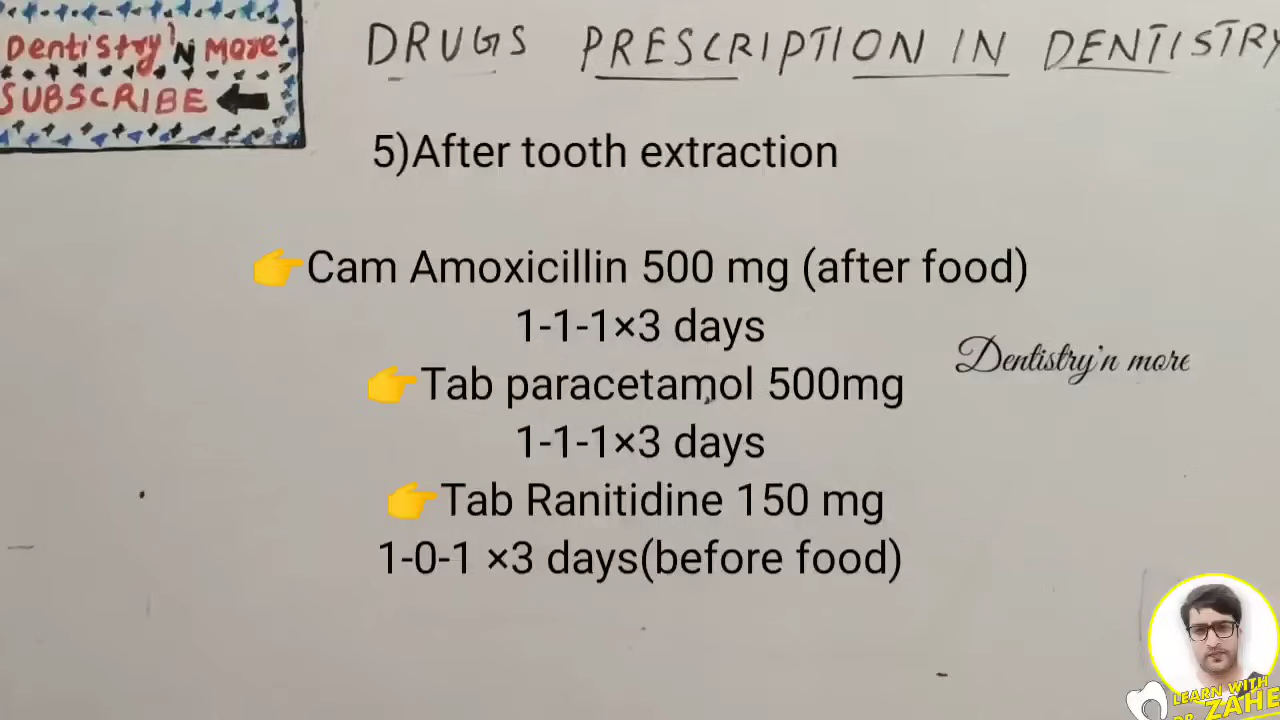 Dentistry'N More
SUBSCRIBE
DRUGS PRESCRIPTION IN DENTISTRY
5)After tooth extraction
👉Cam Amoxicillin 500 mg (after food)
1-1-1×3 days
Dentistry'n more
👉Tab paracetamol 500mg
1-1-1×3 days
👉Tab Ranitidine 150 mg
1-0-1 ×3 days(before food)
LEARN WITH
DR. ZAHE